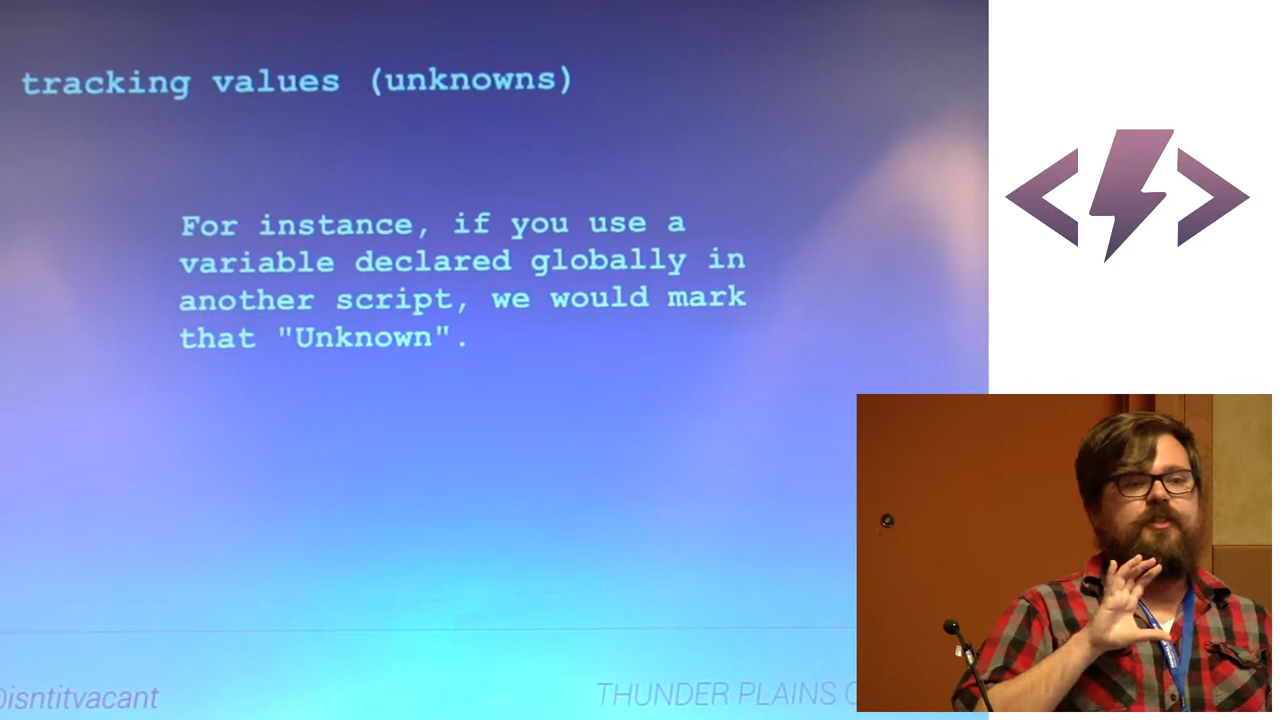 tracking values (unknowns)
For instance, if you use a
variable declared globally in
another script, we would mark
that "Unknown".
@isntitvacant
THUNDER PLAINS